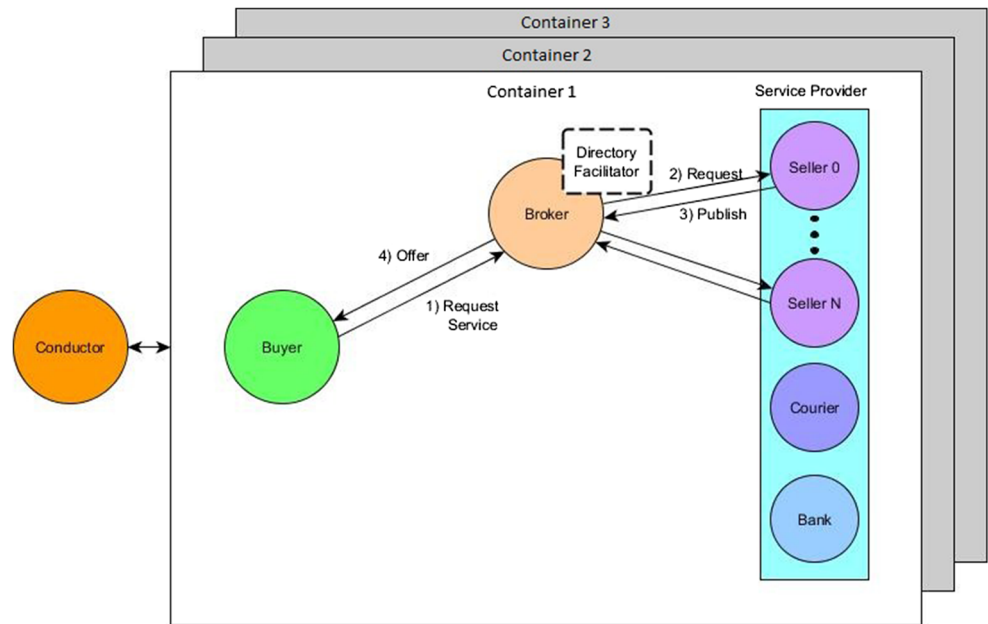 Container 3
Container 2
Container 1
Service Provider
Directory
Facilitator
Seller 0
2) Request
Broker
3) Publish
4) Offer
1) Request
Service
Seller N
Conductor
Buyer
Courier
Bank